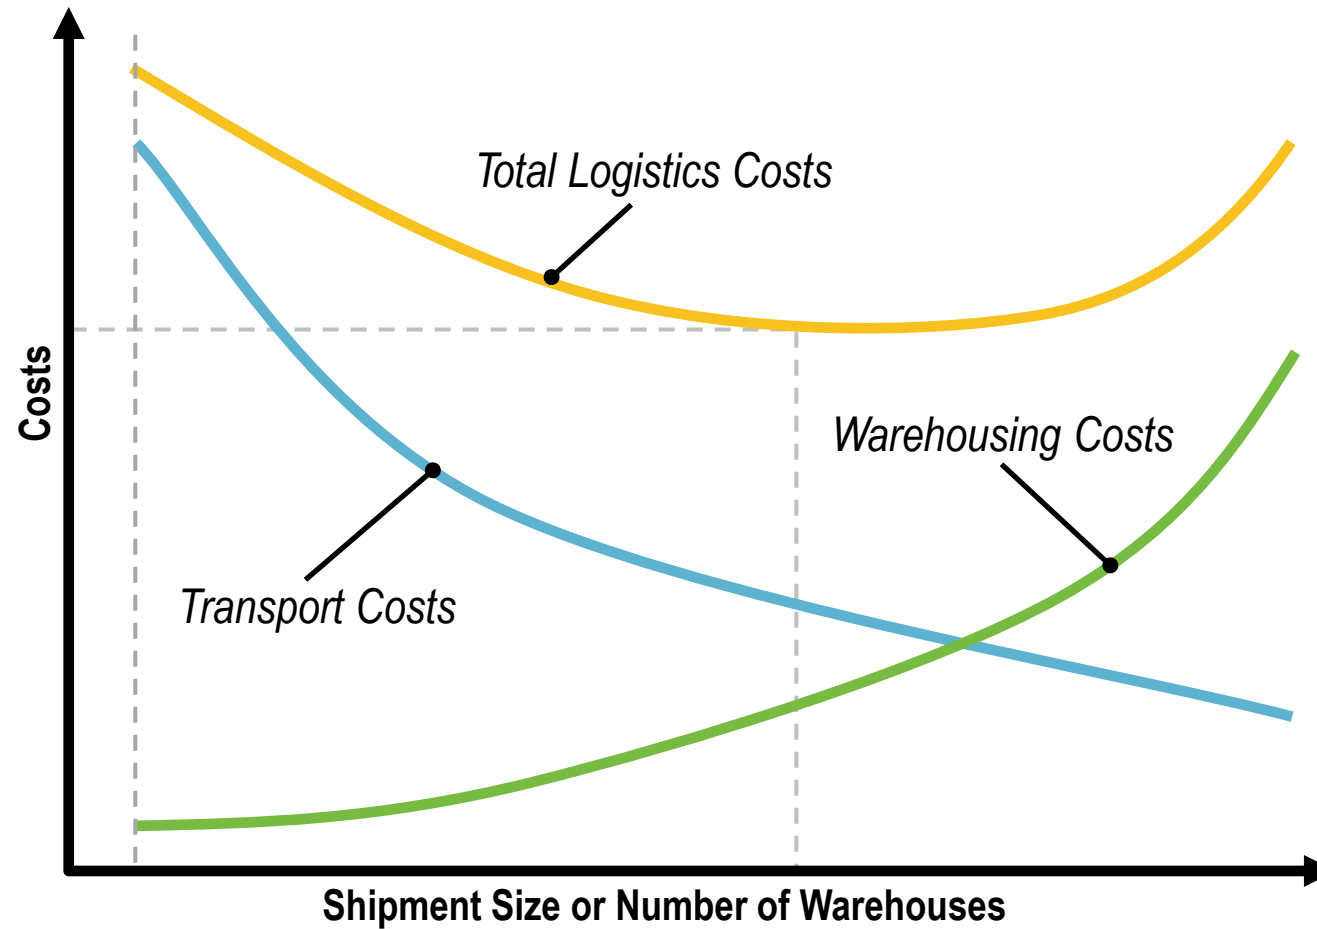 Total Logistics Costs
Costs
Warehousing Costs
Transport Costs
Shipment Size or Number of Warehouses